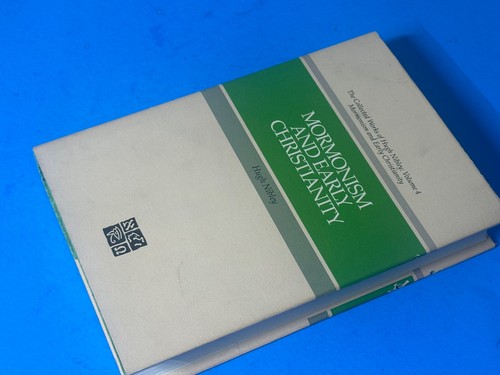 The Collected Works of Hugh Nibley: Volume 4
Mormonism and Early Christianity
MORMONISM
AND EARLY
CHRISTIANITY
Hugh Nibley